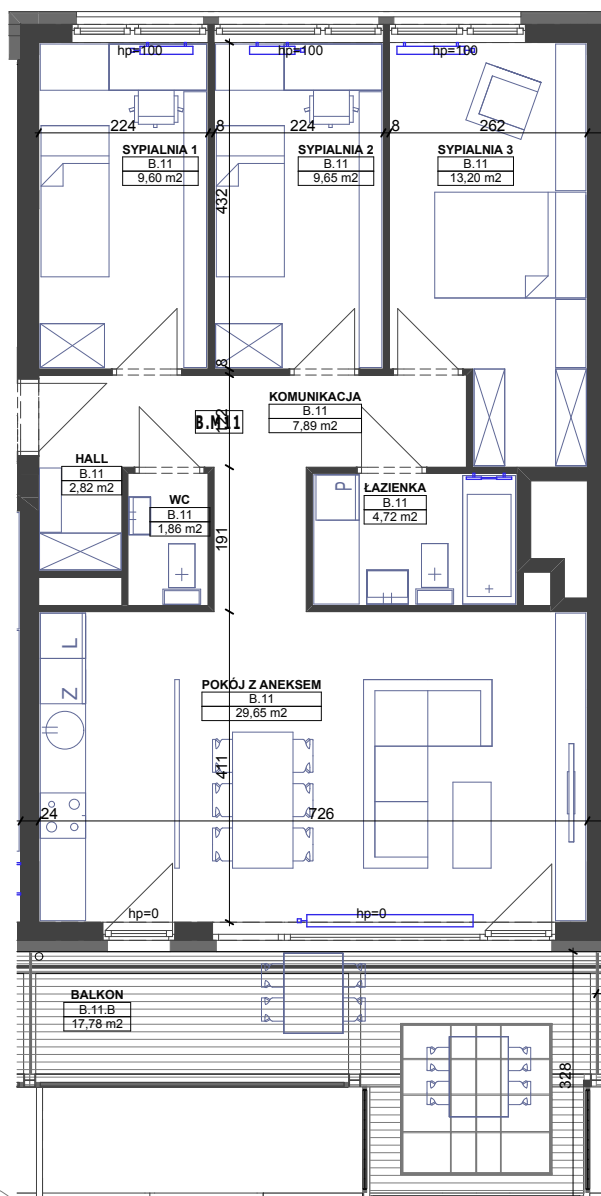 hp=100
hp=100
hp=100
224
8
224
8
262
SYPIALNIA 1
B.11
9,60 m2
SYPIALNIA 2
B.11
9,65 m2
SYPIALNIA 3
B.11
13,20 m2
432
8
KOMUNIKACJA
B.11
7,89 m2
B.M11
122
HALL
B.11
2,82 m2
WC
B.11
1,86 m2
P
ŁAZIENKA
B.11
4,72 m2
191
L
Z
POKÓJ Z ANEKSEM
B.11
29,65 m2
411
24
726
hp=0
hp=0
BALKON
B.11.B
17,78 m2
328